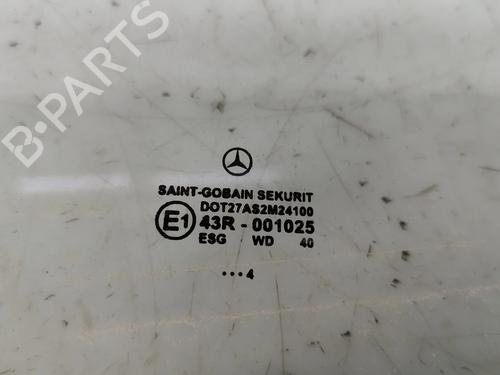 B-PARTS
SAINT-GOBAIN SEKURIT
DOT27AS2M24100
E1 43R - 001025
ESG WD 40
...4